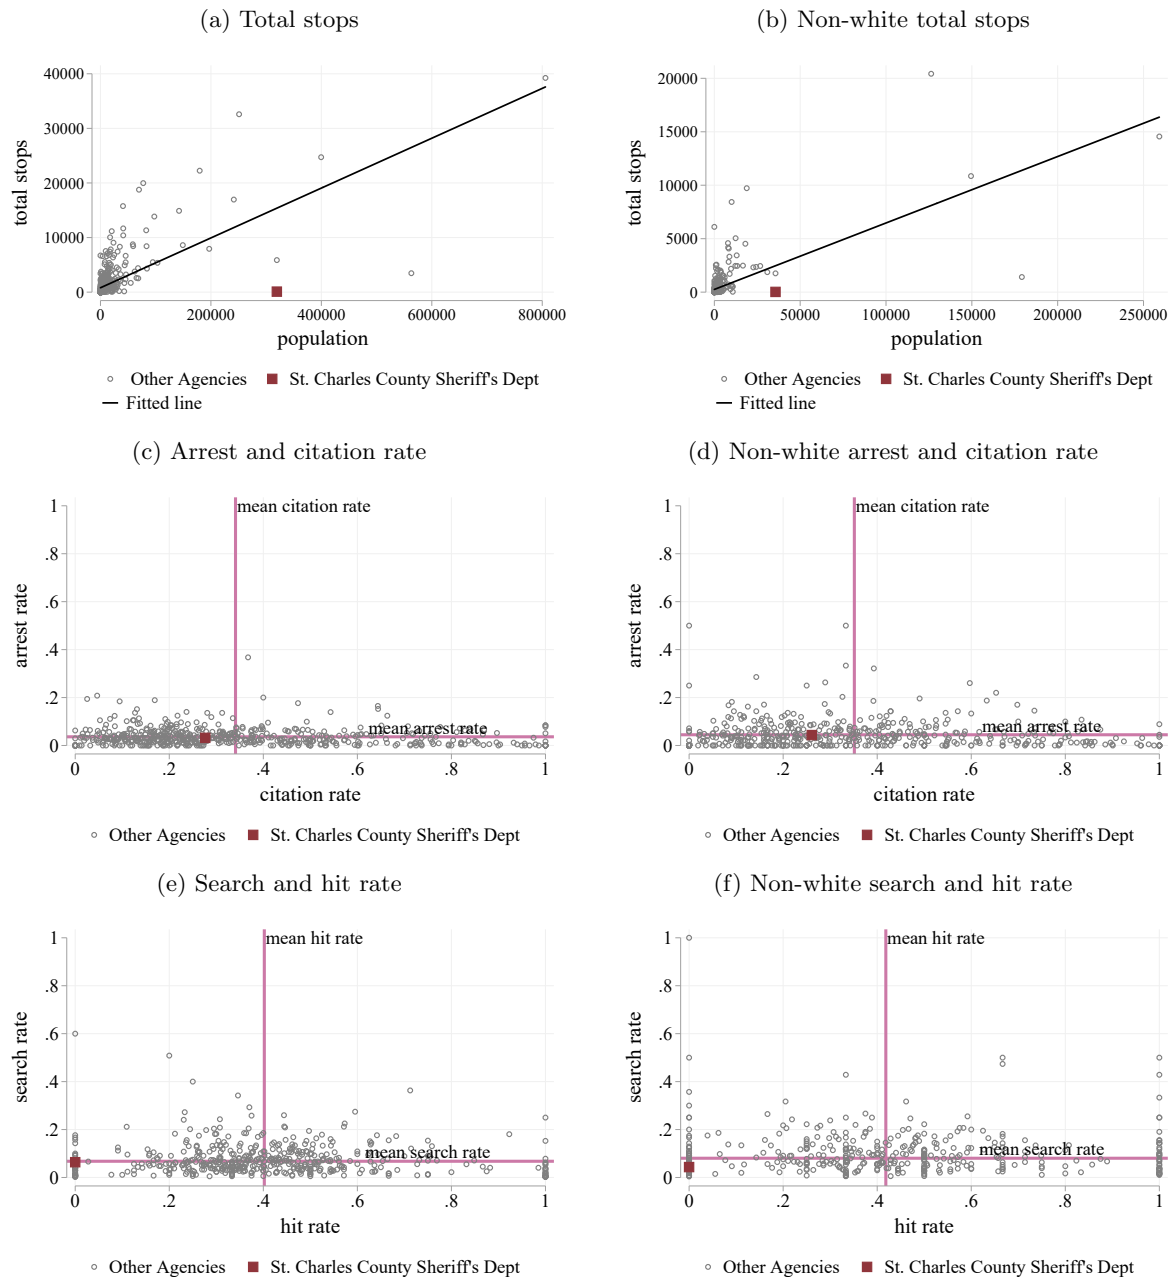 (a) Total stops
total stops
40000
30000
20000
10000
0
0 200000 400000 600000 800000
population
Other Agencies St. Charles County Sheriff's Dept
Fitted line
(b) Non-white total stops
total stops
20000
15000
10000
5000
0
0 50000 100000 150000 200000 250000
population
Other Agencies St. Charles County Sheriff's Dept
Fitted line
(c) Arrest and citation rate
arrest rate
1
.8
.6
.4
.2
0
mean citation rate
mean arrest rate
0 .2 .4 .6 .8 1
citation rate
Other Agencies St. Charles County Sheriff's Dept
(d) Non-white arrest and citation rate
arrest rate
1
.8
.6
.4
.2
0
mean citation rate
mean arrest rate
0 .2 .4 .6 .8 1
citation rate
Other Agencies St. Charles County Sheriff's Dept
(e) Search and hit rate
search rate
1
.8
.6
.4
.2
0
mean hit rate
mean search rate
0 .2 .4 .6 .8 1
hit rate
Other Agencies St. Charles County Sheriff's Dept
(f) Non-white search and hit rate
search rate
1
.8
.6
.4
.2
0
mean hit rate
mean search rate
0 .2 .4 .6 .8 1
hit rate
Other Agencies St. Charles County Sheriff's Dept